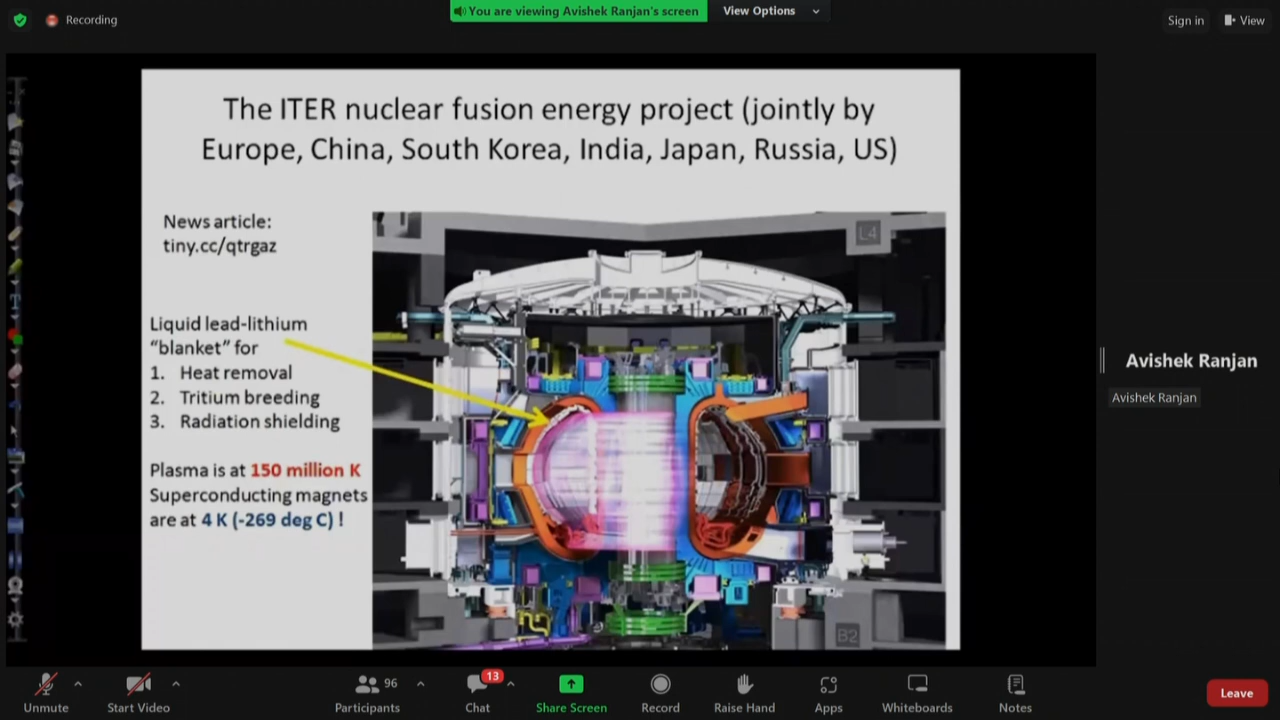 Recording
You are viewing Avishek Ranjan's screen
View Options
Sign in
View
The ITER nuclear fusion energy project (jointly by
Europe, China, South Korea, India, Japan, Russia, US)
News article:
tiny.cc/qtrgaz
L4
Liquid lead-lithium
“blanket” for
1. Heat removal
2. Tritium breeding
3. Radiation shielding
Plasma is at 150 million K
Superconducting magnets
are at 4 K (-269 deg C) !
B2
Avishek Ranjan
Avishek Ranjan
Unmute
Start Video
96
Participants
13
Chat
Share Screen
Record
Raise Hand
Apps
Whiteboards
Notes
Leave